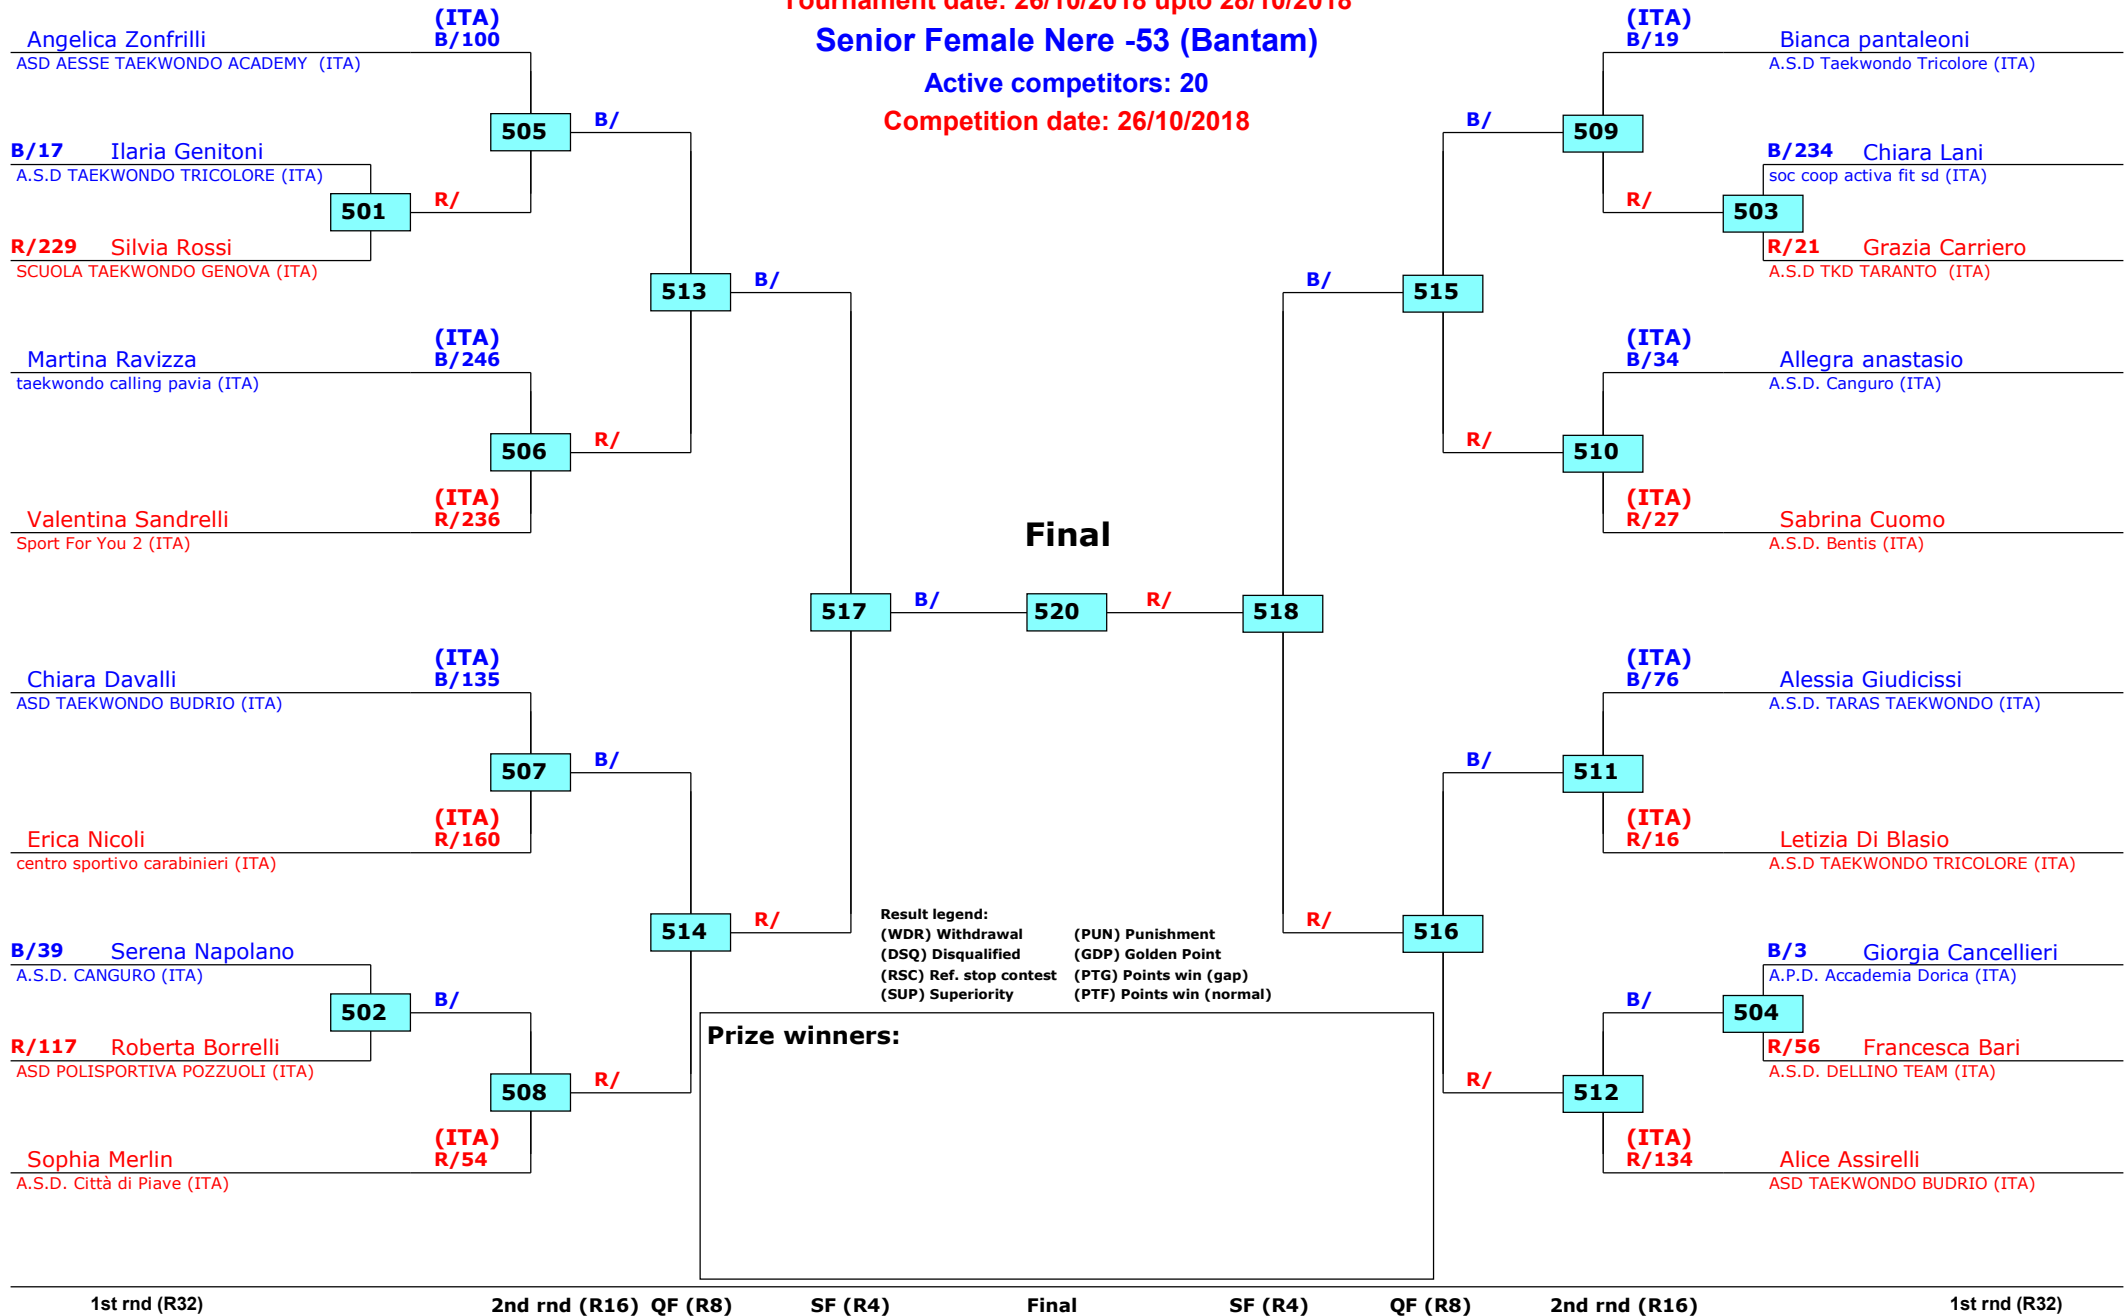 Tournament date: 26/10/2018 upto 28/10/2018
Senior Female Nere -53 (Bantam)
Active competitors: 20
Competition date: 26/10/2018
(ITA)
Angelica Zonfrilli B/100
ASD AESSE TAEKWONDO ACADEMY (ITA)
505 B/
B/17 Ilaria Genitoni
A.S.D TAEKWONDO TRICOLORE (ITA)
501 R/
R/229 Silvia Rossi
SCUOLA TAEKWONDO GENOVA (ITA)
513 B/
(ITA)
Martina Ravizza B/246
taekwondo calling pavia (ITA)
506 R/
(ITA)
Valentina Sandrelli R/236
Sport For You 2 (ITA)
517 B/
(ITA)
Chiara Davalli B/135
ASD TAEKWONDO BUDRIO (ITA)
507 B/
(ITA)
Erica Nicoli R/160
centro sportivo carabinieri (ITA)
514 R/
B/39 Serena Napolano
A.S.D. CANGURO (ITA)
502 B/
R/117 Roberta Borrelli
ASD POLISPORTIVA POZZUOLI (ITA)
508 R/
(ITA)
Sophia Merlin R/54
A.S.D. Città di Piave (ITA)
Final
520
(ITA)
B/19 Bianca pantaleoni
A.S.D Taekwondo Tricolore (ITA)
B/ 509
B/234 Chiara Lani
soc coop activa fit sd (ITA)
R/ 503
R/21 Grazia Carriero
A.S.D TKD TARANTO (ITA)
B/ 515
(ITA)
B/34 Allegra anastasio
A.S.D. Canguro (ITA)
R/ 510
(ITA)
R/27 Sabrina Cuomo
A.S.D. Bentis (ITA)
R/ 518
(ITA)
B/76 Alessia Giudicissi
A.S.D. TARAS TAEKWONDO (ITA)
B/ 511
(ITA)
R/16 Letizia Di Blasio
A.S.D TAEKWONDO TRICOLORE (ITA)
R/ 516
B/3 Giorgia Cancellieri
A.P.D. Accademia Dorica (ITA)
B/ 504
R/56 Francesca Bari
A.S.D. DELLINO TEAM (ITA)
R/ 512
(ITA)
R/134 Alice Assirelli
ASD TAEKWONDO BUDRIO (ITA)
Result legend:
(WDR) Withdrawal (PUN) Punishment
(DSQ) Disqualified (GDP) Golden Point
(RSC) Ref. stop contest (PTG) Points win (gap)
(SUP) Superiority (PTF) Points win (normal)
Prize winners:
1st rnd (R32) 2nd rnd (R16) QF (R8) SF (R4) Final SF (R4) QF (R8) 2nd rnd (R16) 1st rnd (R32)